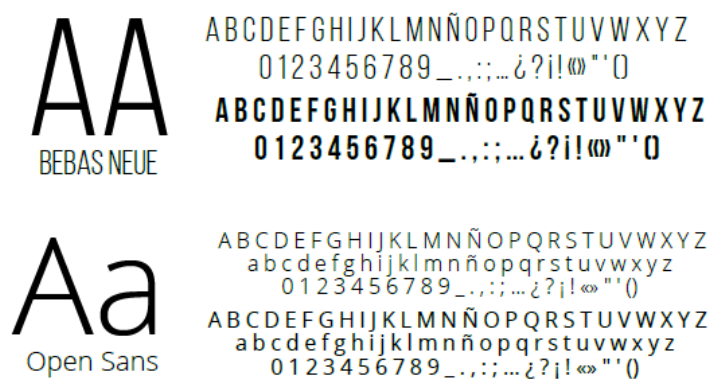 AA
BEBAS NEUE
ABCDEFGHIJKLMNÑOPQRSTUVWXYZ
0123456789_.,:;...¿?¡!«»"'()
ABCDEFGHIJKLMNÑOPQRSTUVWXYZ
0123456789_.,:;...¿?¡!«»"'()
Aa
Open Sans
ABCDEFGHIJKLMNÑOPQRSTUVWXYZ
abcdefghijklmnñopqrstuvwxyz
0123456789_.,:;...¿?¡!«»"'()
ABCDEFGHIJKLMNÑOPQRSTUVWXYZ
abcdefghijklmnñopqrstuvwxyz
0123456789_.,:;...¿?¡!«»"'()